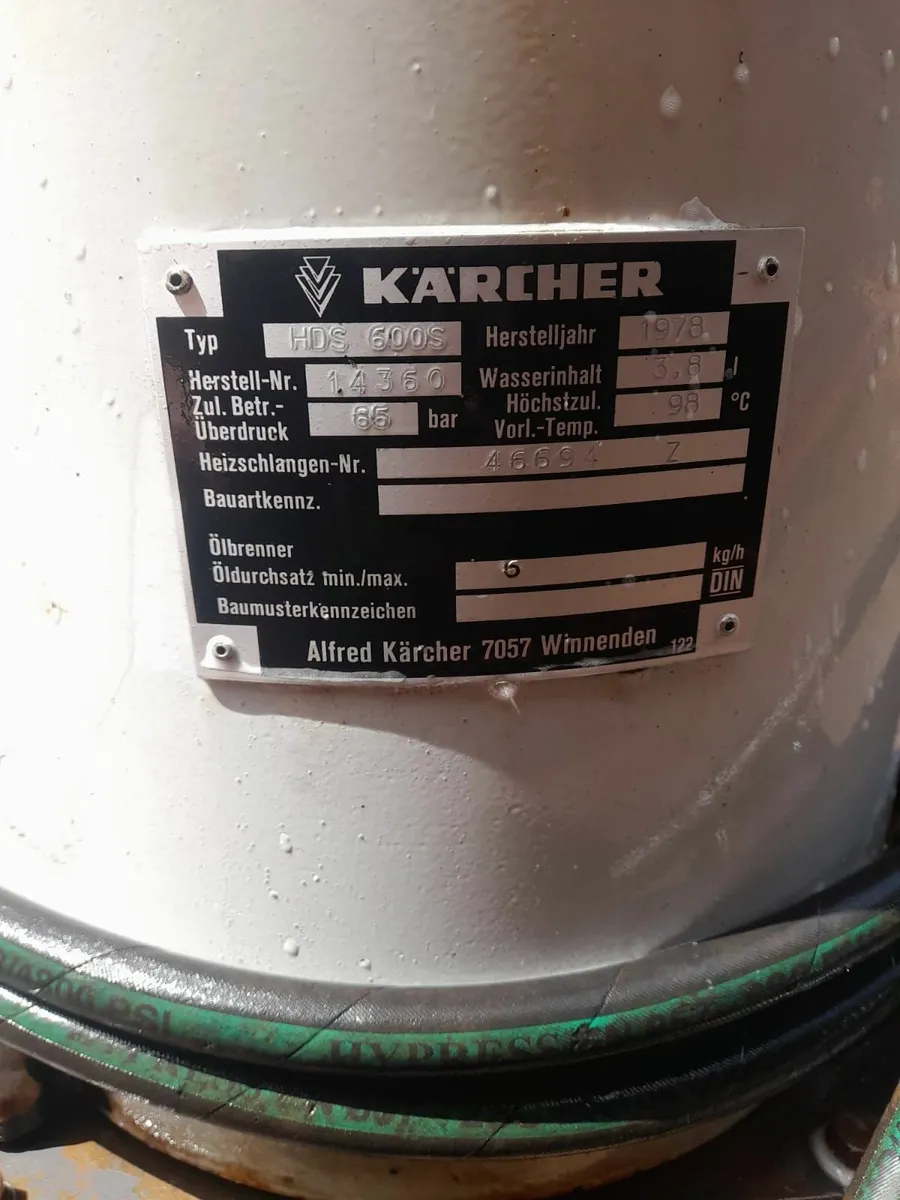 KÄRCHER
Typ HDS 600S Herstelljahr 1978
Herstell-Nr. 14360 Wasserinhalt 3,8 l
Zul. Betr.-Überdruck 65 bar Höchstzul. Vorl.-Temp. 98 °C
Heizschlangen-Nr. 46694 Z
Bauartkennz.
Ölbrenner
Öldurchsatz min./max. 6 kg/h
Baumusterkennzeichen DIN
Alfred Kärcher 7057 Winnenden 122
PSI
HYPRESS